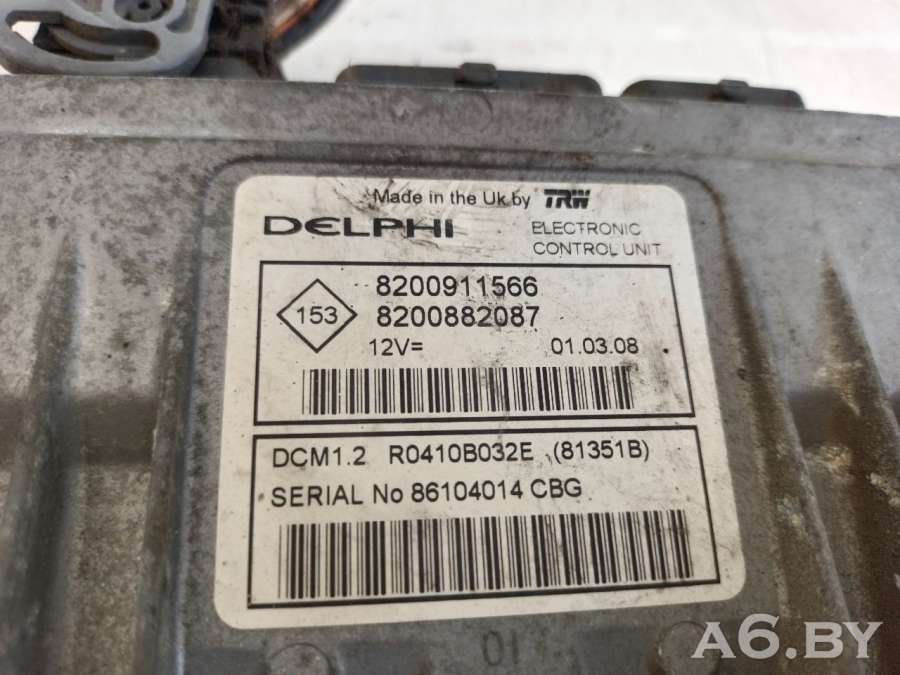 Made in the Uk by TRW
DELPHI
ELECTRONIC
CONTROL UNIT
153
8200911566
8200882087
12V=
01.03.08
DCM1.2 R0410B032E (81351B)
SERIAL No 86104014 CBG
01
A6.BY